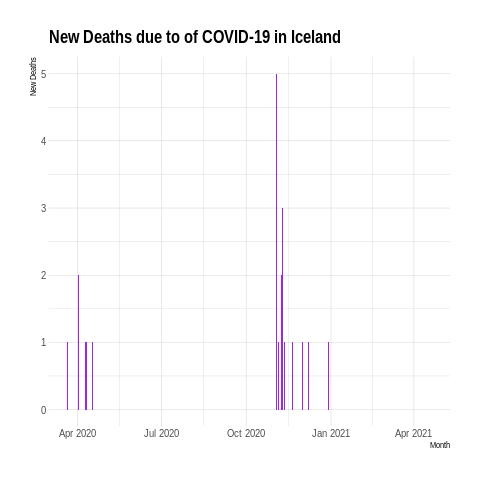 New Deaths due to of COVID-19 in Iceland
New Deaths
5
4
3
2
1
0
Apr 2020 Jul 2020 Oct 2020 Jan 2021 Apr 2021
Month